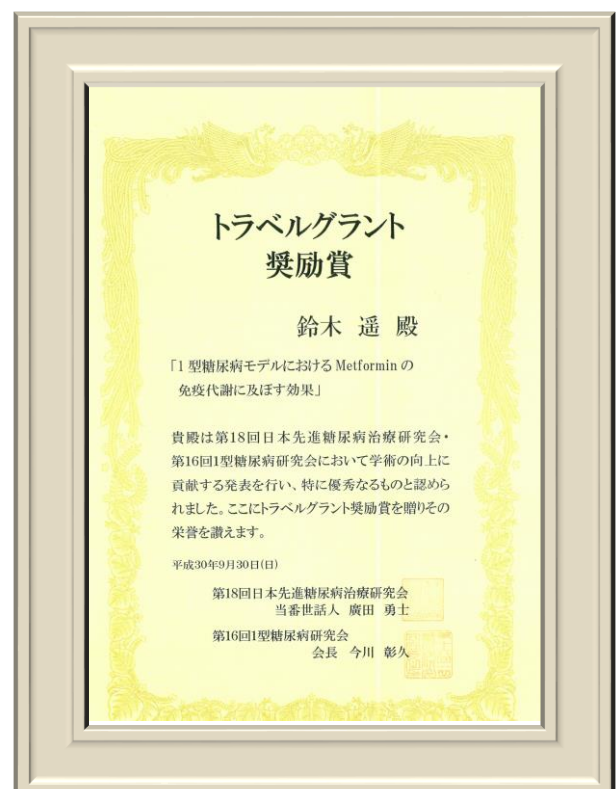 トラベルグラント
奨励賞
鈴木 遥 殿
「1型糖尿病モデルにおけるMetforminの
免疫代謝に及ぼす効果」
貴殿は第18回日本先進糖尿病治療研究会・
第16回1型糖尿病研究会において学術の向上に
貢献する発表を行い、特に優秀なるものと認めら
れました。ここにトラベルグラント奨励賞を贈りその
栄誉を讃えます。
平成30年9月30日(日)
第18回日本先進糖尿病治療研究会
当番世話人 廣田 勇士
第16回1型糖尿病研究会
会長 今川 彰久